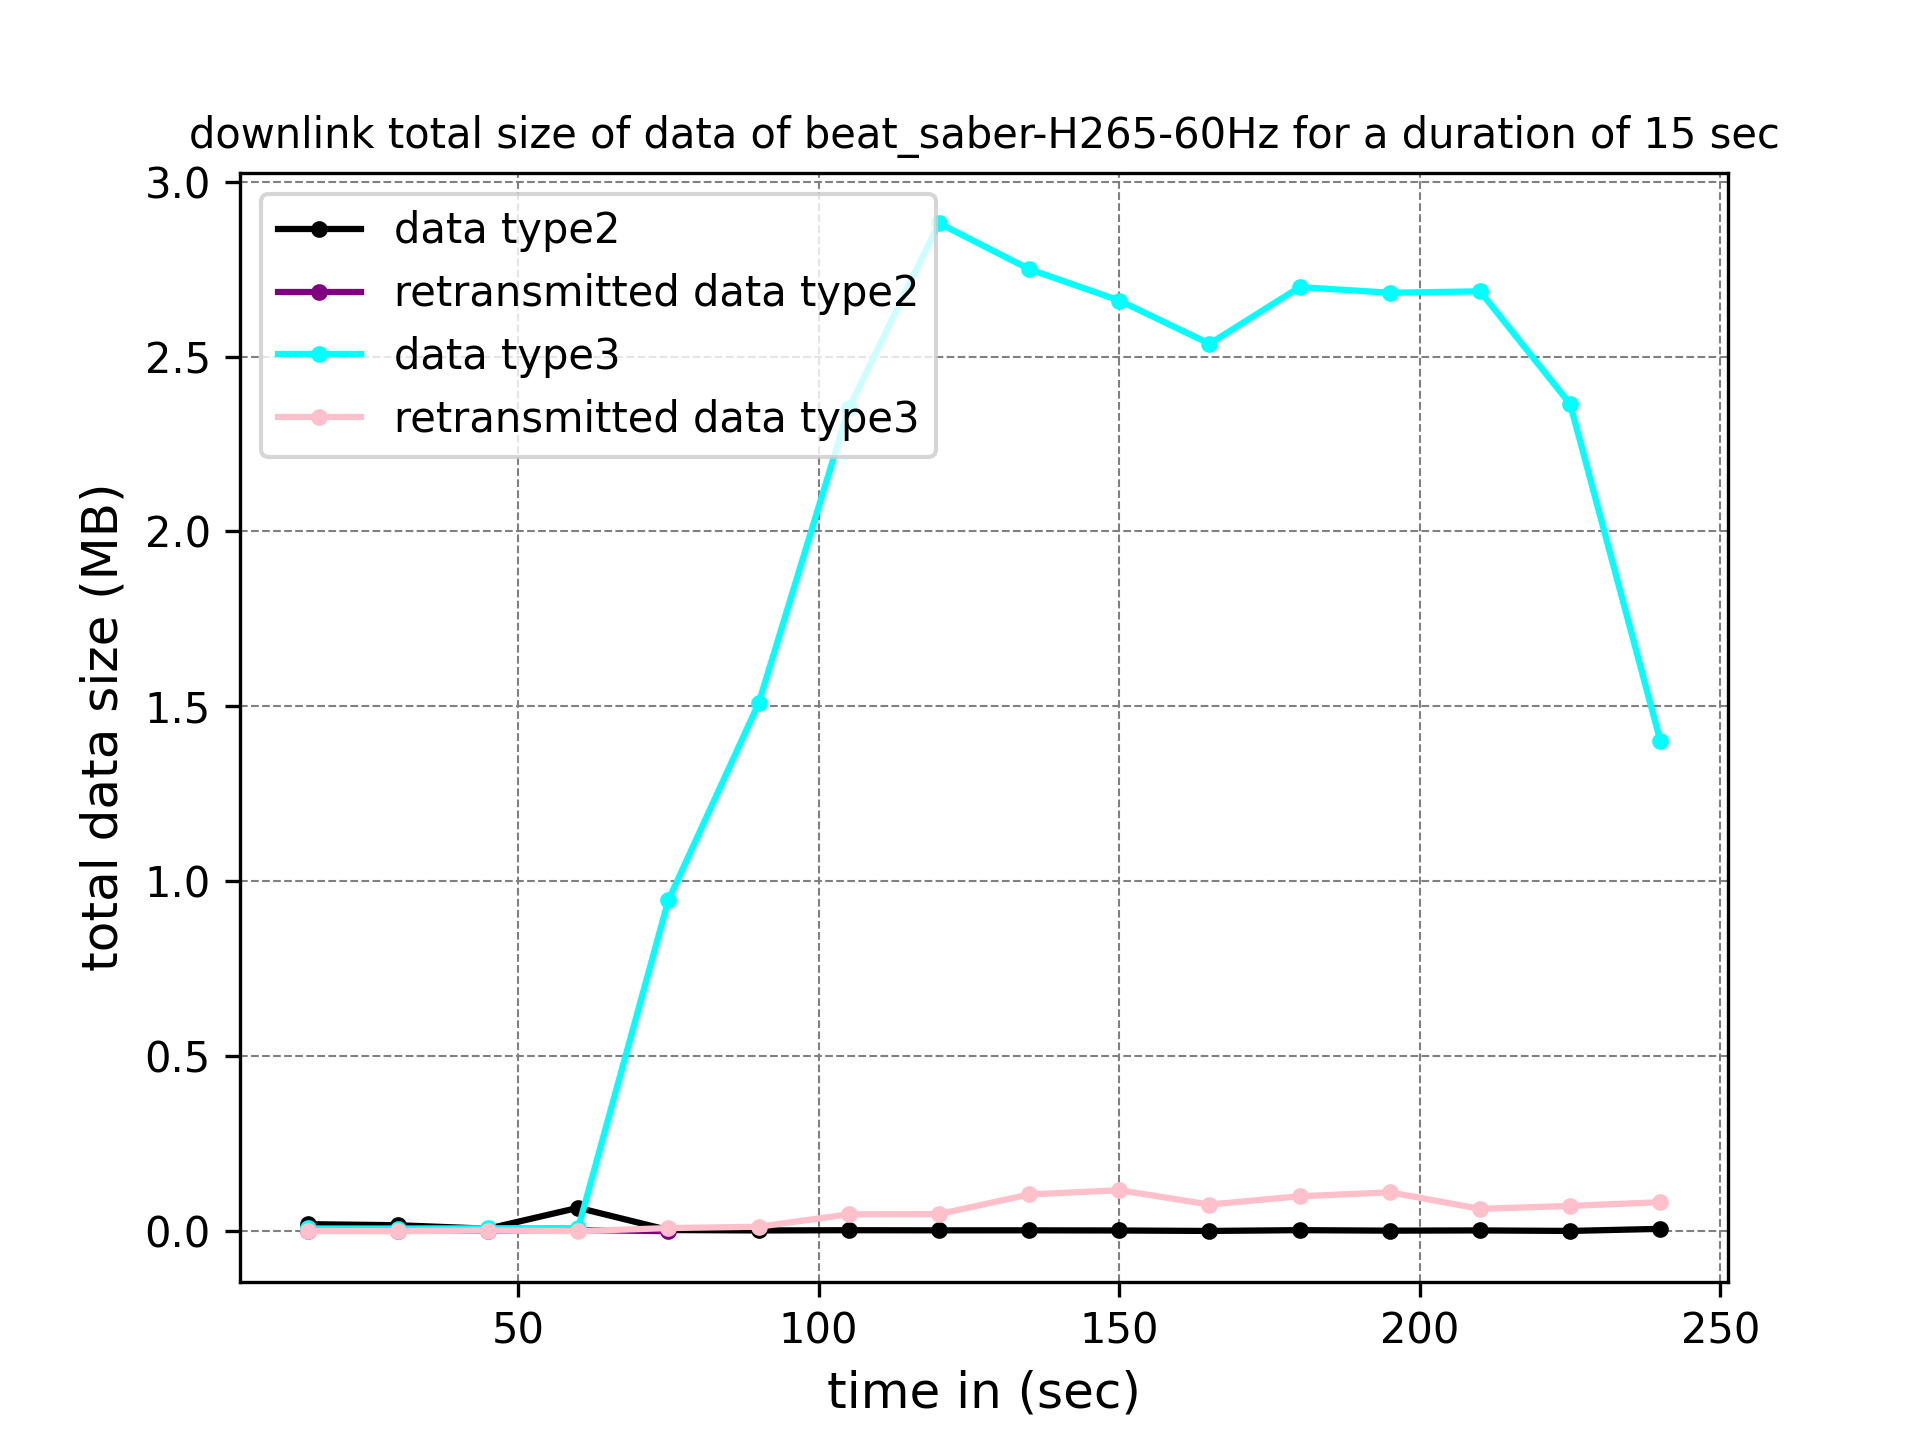 downlink total size of data of beat_saber-H265-60Hz for a duration of 15 sec
3.0
2.5
2.0
1.5
1.0
0.5
0.0
total data size (MB)
data type2
retransmitted data type2
data type3
retransmitted data type3
50
100
150
200
250
time in (sec)